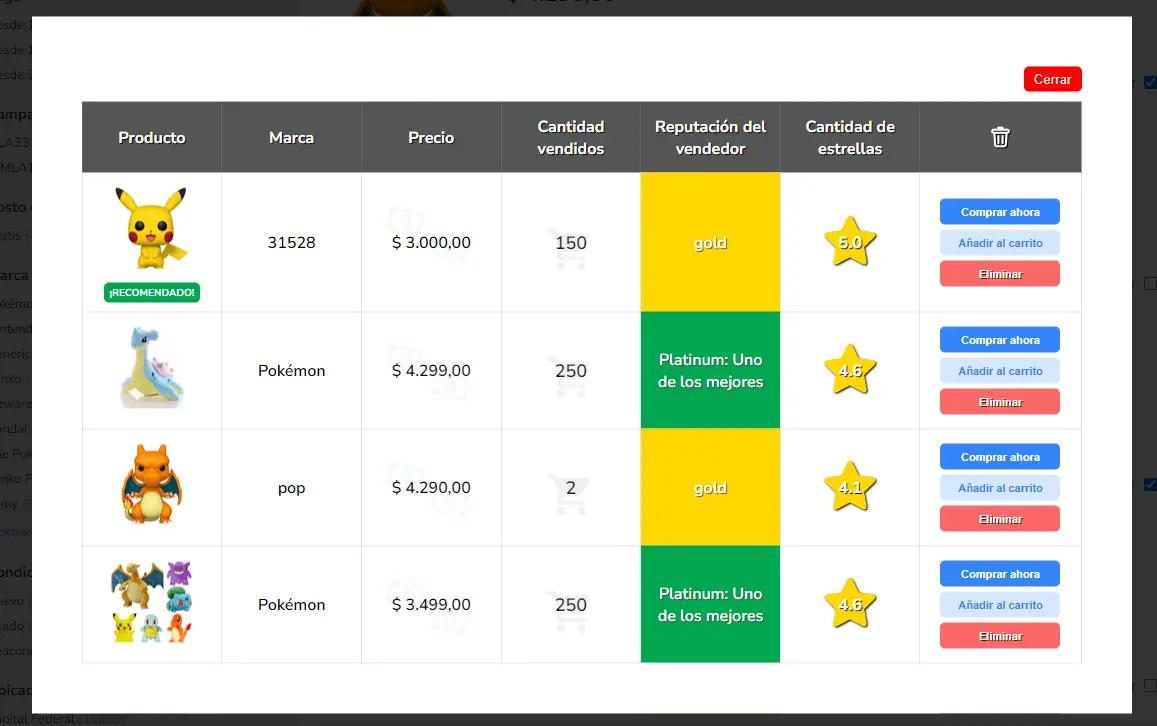 Cerrar
Producto
Marca
Precio
Cantidad
vendidos
Reputación del
vendedor
Cantidad de
estrellas
¡RECOMENDADO!
31528
$ 3.000,00
150
gold
5.0
Comprar ahora
Añadir al carrito
Eliminar
Pokémon
$ 4.299,00
250
Platinum: Uno
de los mejores
4.6
Comprar ahora
Añadir al carrito
Eliminar
pop
$ 4.290,00
2
gold
4.1
Comprar ahora
Añadir al carrito
Eliminar
Pokémon
$ 3.499,00
250
Platinum: Uno
de los mejores
4.6
Comprar ahora
Añadir al carrito
Eliminar